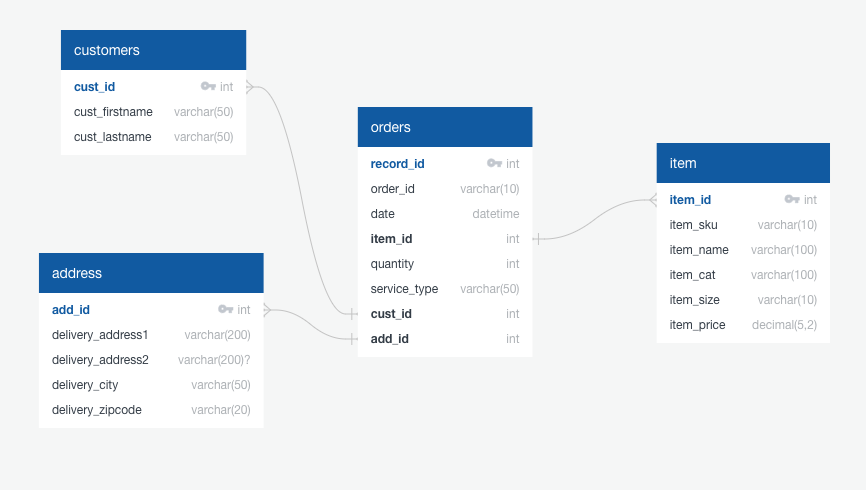 customers
cust_id int
cust_firstname varchar(50)
cust_lastname varchar(50)
orders
record_id int
order_id varchar(10)
date datetime
item_id int
quantity int
service_type varchar(50)
cust_id int
add_id int
item
item_id int
item_sku varchar(10)
item_name varchar(100)
item_cat varchar(100)
item_size varchar(10)
item_price decimal(5,2)
address
add_id int
delivery_address1 varchar(200)
delivery_address2 varchar(200)?
delivery_city varchar(50)
delivery_zipcode varchar(20)